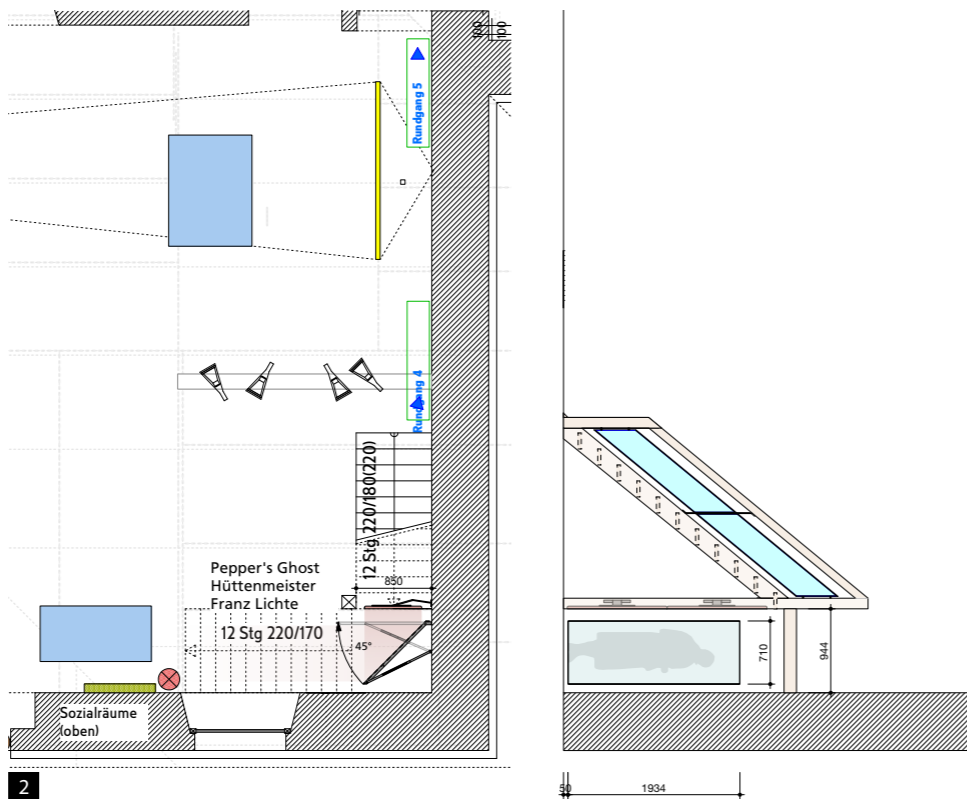 100
100
Rundgang 5
Rundgang 4
12 Stg 220/180(220)
850
Pepper's Ghost
Hüttenmeister
Franz Lichte
12 Stg 220/170
45°
Sozialräume
(oben)
2
710
944
50
1934